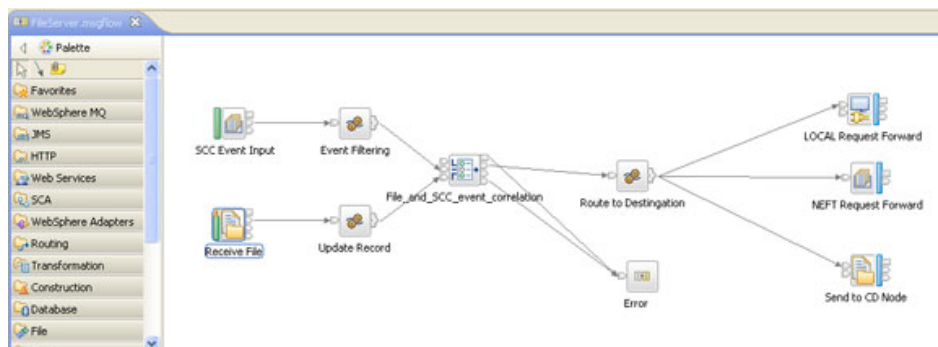 FileServer.msgflow
Palette
Favorites
WebSphere MQ
JMS
HTTP
Web Services
SCA
WebSphere Adapters
Routing
Transformation
Construction
Database
File
SCC Event Input
Event Filtering
LOCAL Request Forward
File_and_SCC_event_correlation
Route to Destingation
NEFT Request Forward
Receive File
Update Record
Error
Send to CD Node